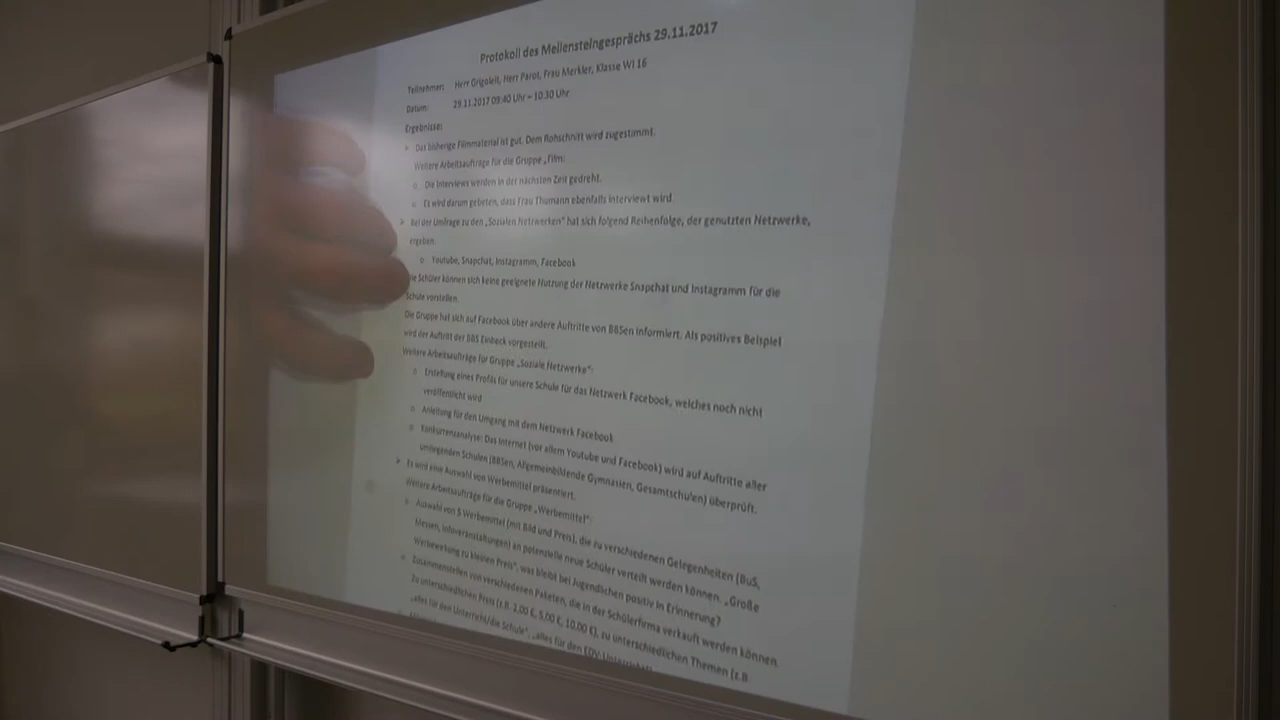 Protokoll des Meilensteingesprächs 29.11.2017
Teilnehmer: Herr Grigoleit, Herr Parol, Frau Merkler, Klasse WI 16
Datum: 29.11.2017 09:40 Uhr – 10:30 Uhr
Ergebnisse:
Das bisherige Filmmaterial ist gut. Dem Rohschnitt wird zugestimmt.
Weitere Arbeitsaufträge für die Gruppe „Film:
o Die Interviews werden in der nächsten Zeit gedreht.
o Es wird darum gebeten, dass Frau Thumann ebenfalls interviewt wird.
➢ Bei der Umfrage zu den „Sozialen Netzwerken“ hat sich folgend Reihenfolge, der genutzten Netzwerke,
ergeben:
o Youtube, Snapchat, Instagramm, Facebook
Die Schüler können sich keine geeignete Nutzung der Netzwerke Snapchat und Instagramm für die
Schule vorstellen.
Die Gruppe hat sich auf Facebook über andere Auftritte von BBSen informiert. Als positives Beispiel
wird der Auftritt der BBS Einbeck vorgestellt.
Weitere Arbeitsaufträge für Gruppe „Soziale Netzwerke“:
o Erstellung eines Profils für unsere Schule für das Netzwerk Facebook, welches noch nicht
veröffentlicht wird
o Anleitung für den Umgang mit dem Netzwerk Facebook
o Konkurrenzanalyse: Das Internet (vor allem Youtube und Facebook) wird auf Auftritte aller
umliegenden Schulen (BBSen, Allgemeinbildende Gymnasien, Gesamtschulen) überprüft.
➢ Es wird eine Auswahl von Werbemittel präsentiert.
Weitere Arbeitsaufträge für die Gruppe „Werbemittel“:
o Auswahl von 5 Werbemittel (mit Bild und Preis), die zu verschiedenen Gelegenheiten (BuS,
Messen, Infoveranstaltungen) an potenzielle neue Schüler verteilt werden können. „Große
Werbewirkung zu kleinen Preis“, was bleibt bei Jugendlichen positiv in Erinnerung?
o Zusammenstellen von verschiedenen Paketen, die in der Schülerfirma verkauft werden können.
Zu unterschiedlichen Preis (z.B. 2,00 €, 5,00 €, 10,00 €), zu unterschiedlichen Themen (z.B.
„alles für den Unterricht/die Schule“, „alles für den EDV-Unterricht“